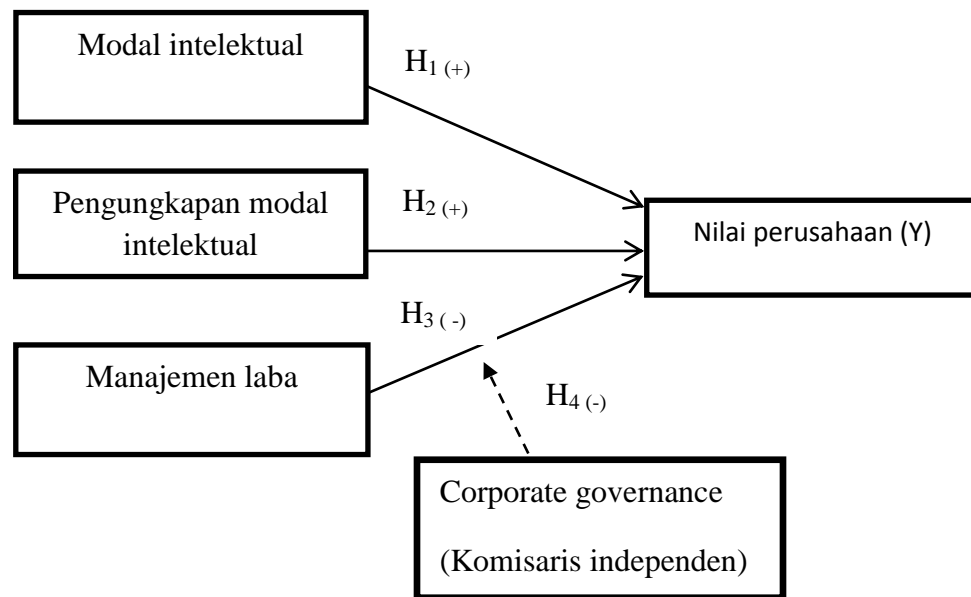 Modal intelektual
H1 (+)
Pengungkapan modal
intelektual
H2 (+)
Nilai perusahaan (Y)
H3 ( -)
Manajemen laba
H4 (-)
Corporate governance
(Komisaris independen)